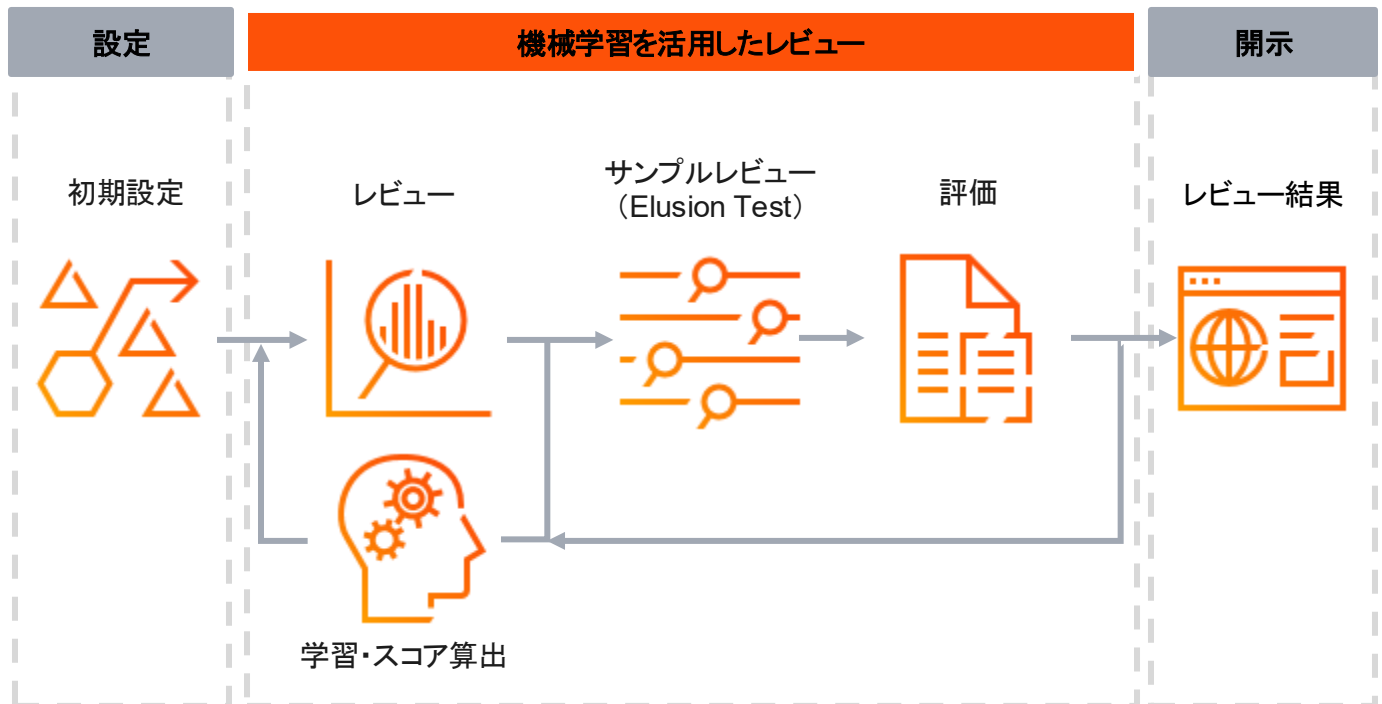 設定
機械学習を活用したレビュー
開示
初期設定
レビュー
サンプルレビュー
（Elusion Test）
評価
レビュー結果
学習・スコア算出